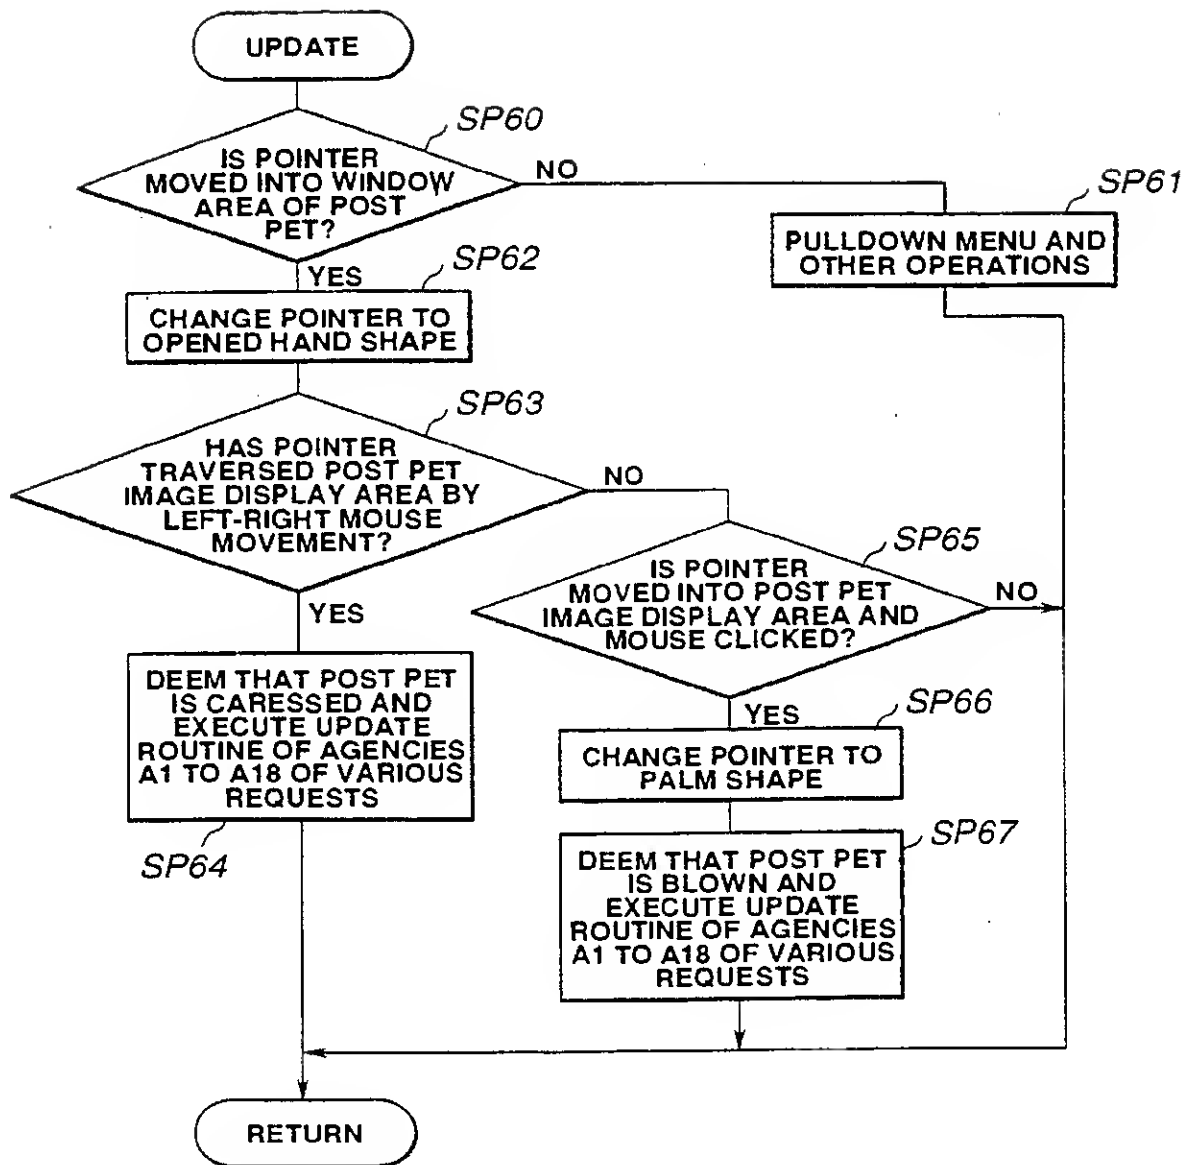 UPDATE
SP60
IS POINTER
MOVED INTO WINDOW
AREA OF POST
PET?
NO
SP61
PULLDOWN MENU AND
OTHER OPERATIONS
YES
SP62
CHANGE POINTER TO
OPENED HAND SHAPE
SP63
HAS POINTER
TRAVERSED POST PET
IMAGE DISPLAY AREA BY
LEFT-RIGHT MOUSE
MOVEMENT?
NO
SP65
IS POINTER
MOVED INTO POST PET
IMAGE DISPLAY AREA AND
MOUSE CLICKED?
NO
YES
DEEM THAT POST PET
IS CARESSED AND
EXECUTE UPDATE
ROUTINE OF AGENCIES
A1 TO A18 OF VARIOUS
REQUESTS
SP64
YES
SP66
CHANGE POINTER TO
PALM SHAPE
SP67
DEEM THAT POST PET
IS BLOWN AND
EXECUTE UPDATE
ROUTINE OF AGENCIES
A1 TO A18 OF VARIOUS
REQUESTS
RETURN